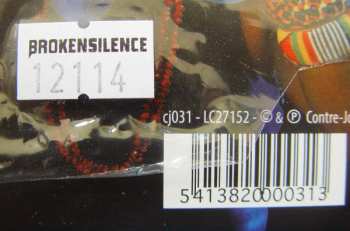 BROKENSILENCE
12114
cj031 - LC27152 - © & ℗ Contre-Jo
5413820000313